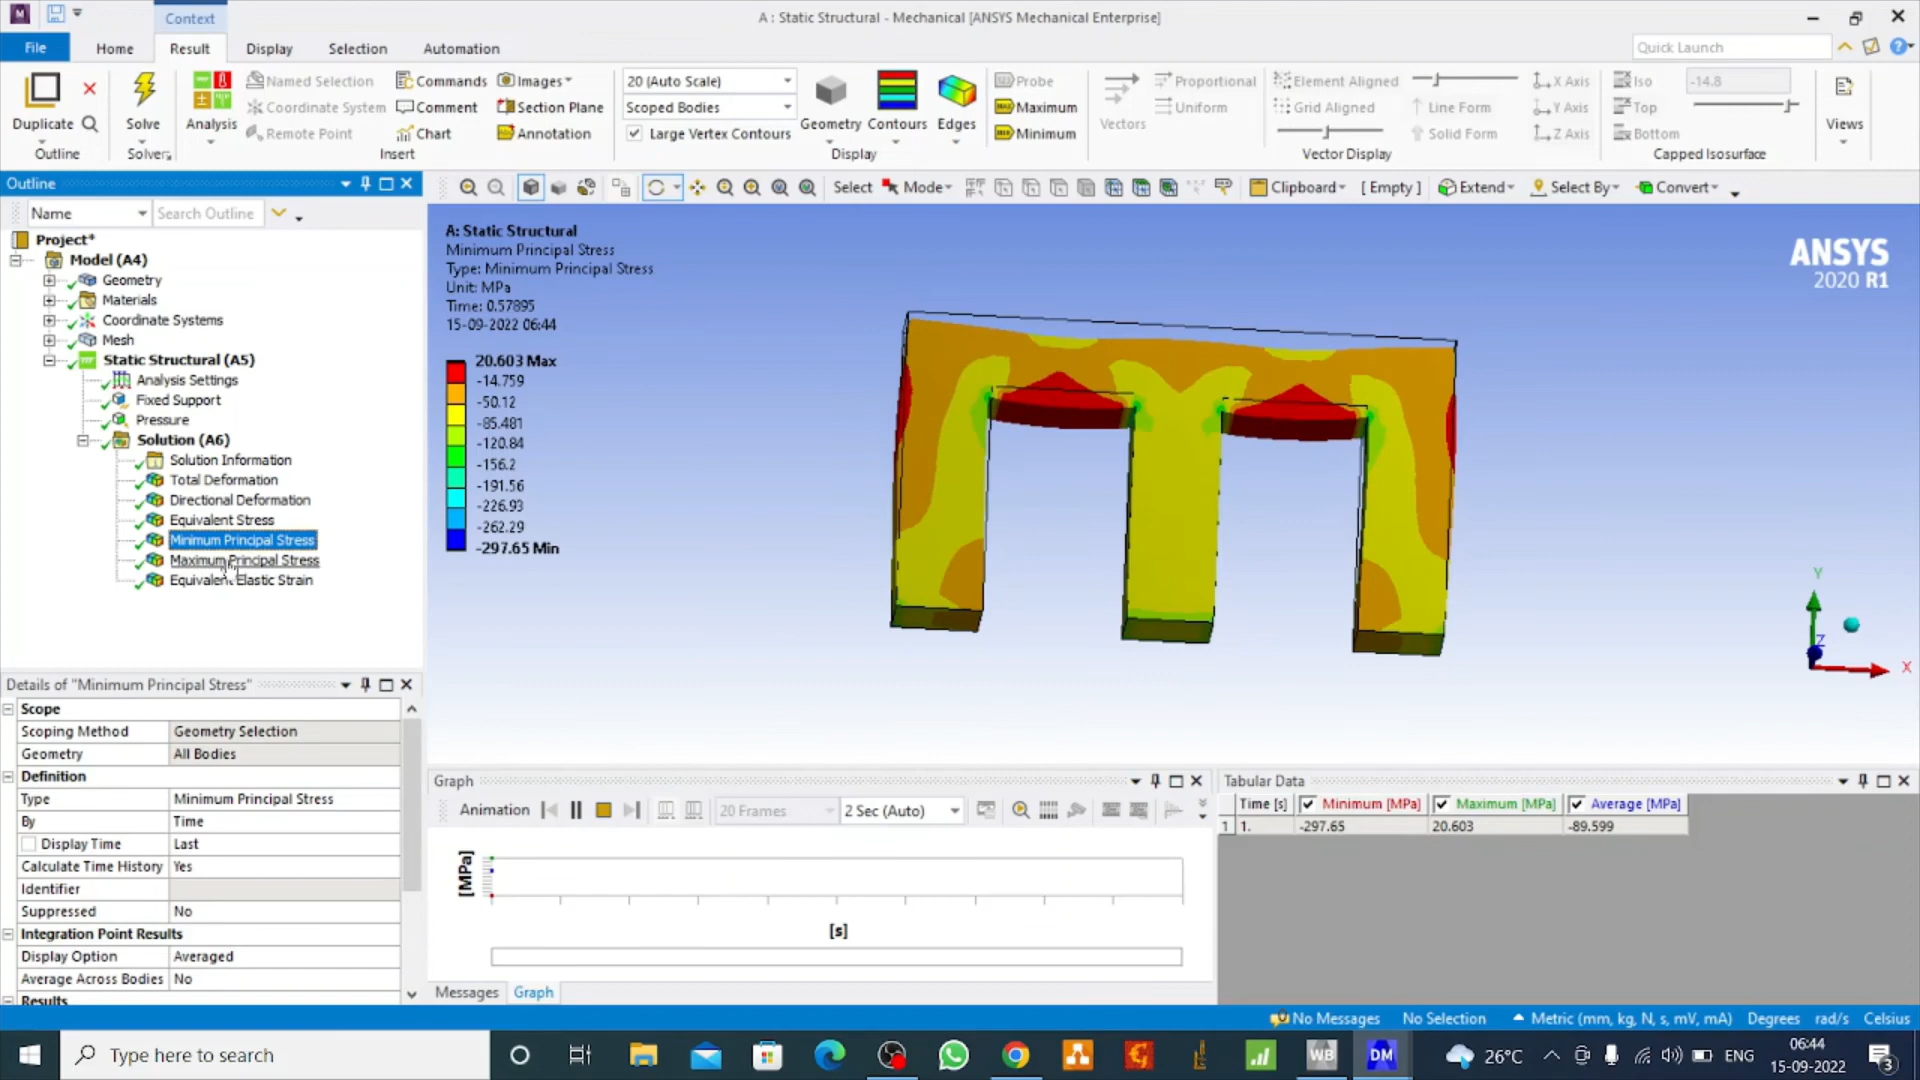 Context
A : Static Structural - Mechanical [ANSYS Mechanical Enterprise]
File Home Result Display Selection Automation
Quick Launch
Duplicate
Outline
Solve
Solver
Analysis
Named Selection
Coordinate System
Remote Point
Commands
Comment
Chart
Images
Section Plane
Annotation
Insert
20 (Auto Scale)
Scoped Bodies
Large Vertex Contours
Geometry Contours Edges
Display
Probe
Maximum
Minimum
Vectors
Proportional
Uniform
Element Aligned
Grid Aligned
Line Form
Solid Form
X Axis
Y Axis
Z Axis
Vector Display
Iso
Top
Bottom
-14.8
Capped Isosurface
Views
Outline
Name Search Outline
Select Mode Clipboard [ Empty ] Extend Select By Convert
Project*
Model (A4)
Geometry
Materials
Coordinate Systems
Mesh
Static Structural (A5)
Analysis Settings
Fixed Support
Pressure
Solution (A6)
Solution Information
Total Deformation
Directional Deformation
Equivalent Stress
Minimum Principal Stress
Maximum Principal Stress
Equivalent Elastic Strain
A: Static Structural
Minimum Principal Stress
Type: Minimum Principal Stress
Unit: MPa
Time: 0.57895
15-09-2022 06:44
20.603 Max
-14.759
-50.12
-85.481
-120.84
-156.2
-191.56
-226.93
-262.29
-297.65 Min
ANSYS
2020 R1
Y
Z
X
Details of "Minimum Principal Stress"
Scope
Scoping Method Geometry Selection
Geometry All Bodies
Definition
Type Minimum Principal Stress
By Time
Display Time Last
Calculate Time History Yes
Identifier
Suppressed No
Integration Point Results
Display Option Averaged
Average Across Bodies No
Results
Graph
Animation 20 Frames 2 Sec (Auto)
[MPa]
[s]
Messages Graph
Tabular Data
Time [s] Minimum [MPa] Maximum [MPa] Average [MPa]
1 1. -297.65 20.603 -89.599
No Messages No Selection Metric (mm, kg, N, s, mV, mA) Degrees rad/s Celsius
Type here to search
WB
DM
26°C
ENG
06:44
15-09-2022
3